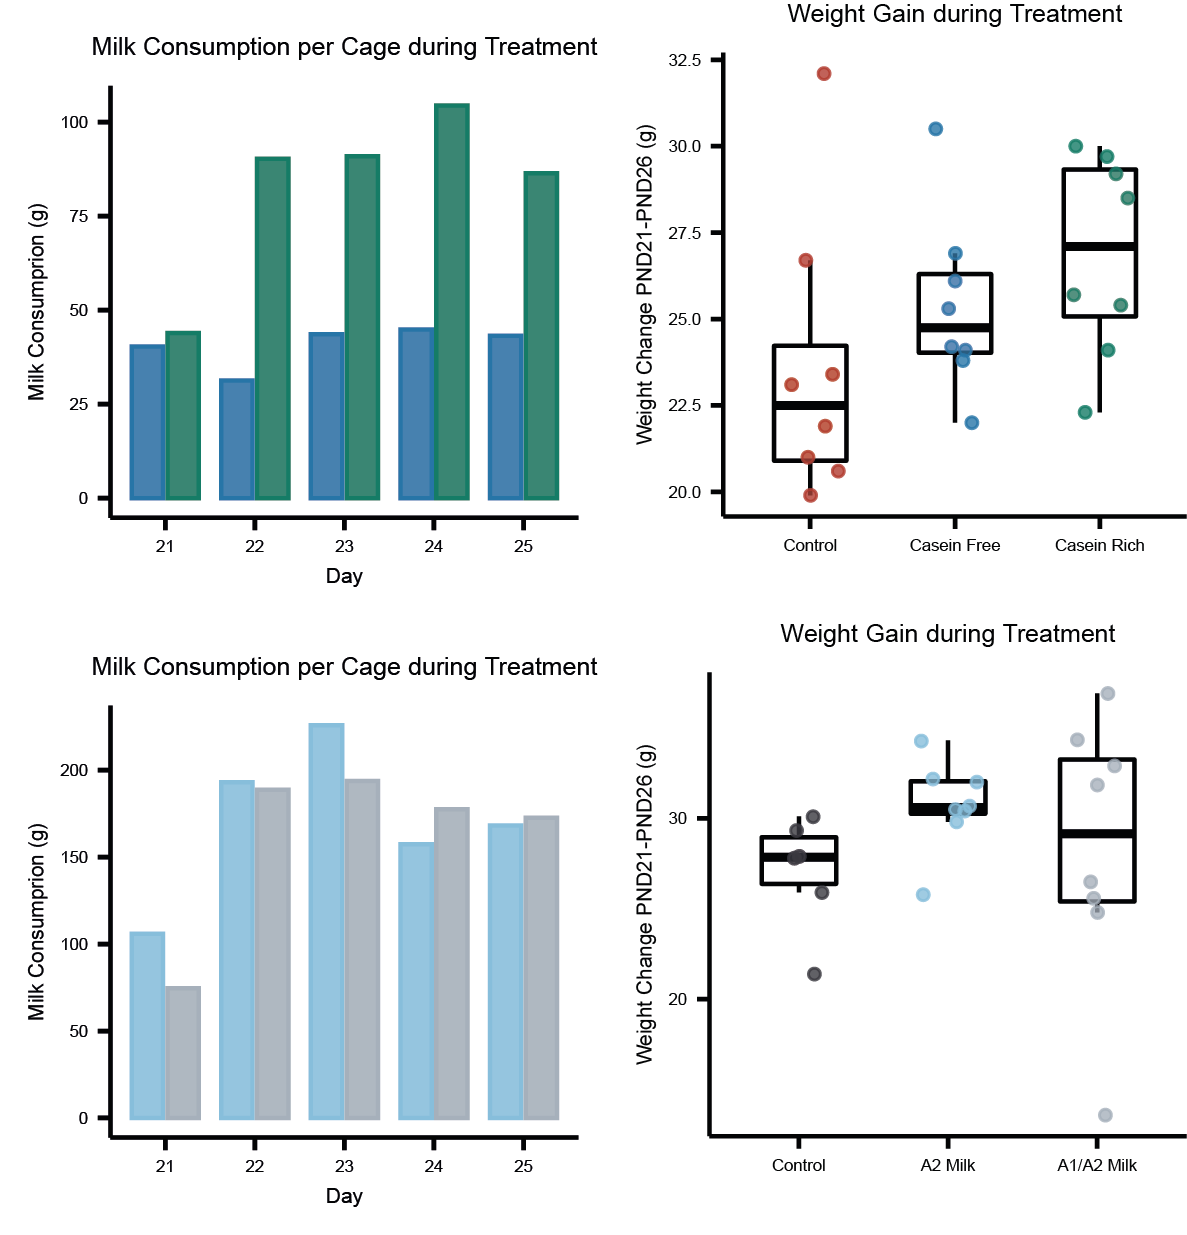 Milk Consumption per Cage during Treatment
Milk Consumprion (g)
100
75
50
25
0
21 22 23 24 25
Day
Weight Gain during Treatment
Weight Change PND21-PND26 (g)
32.5
30.0
27.5
25.0
22.5
20.0
Control Casein Free Casein Rich
Milk Consumption per Cage during Treatment
Milk Consumprion (g)
200
150
100
50
0
21 22 23 24 25
Day
Weight Gain during Treatment
Weight Change PND21-PND26 (g)
30
20
Control A2 Milk A1/A2 Milk